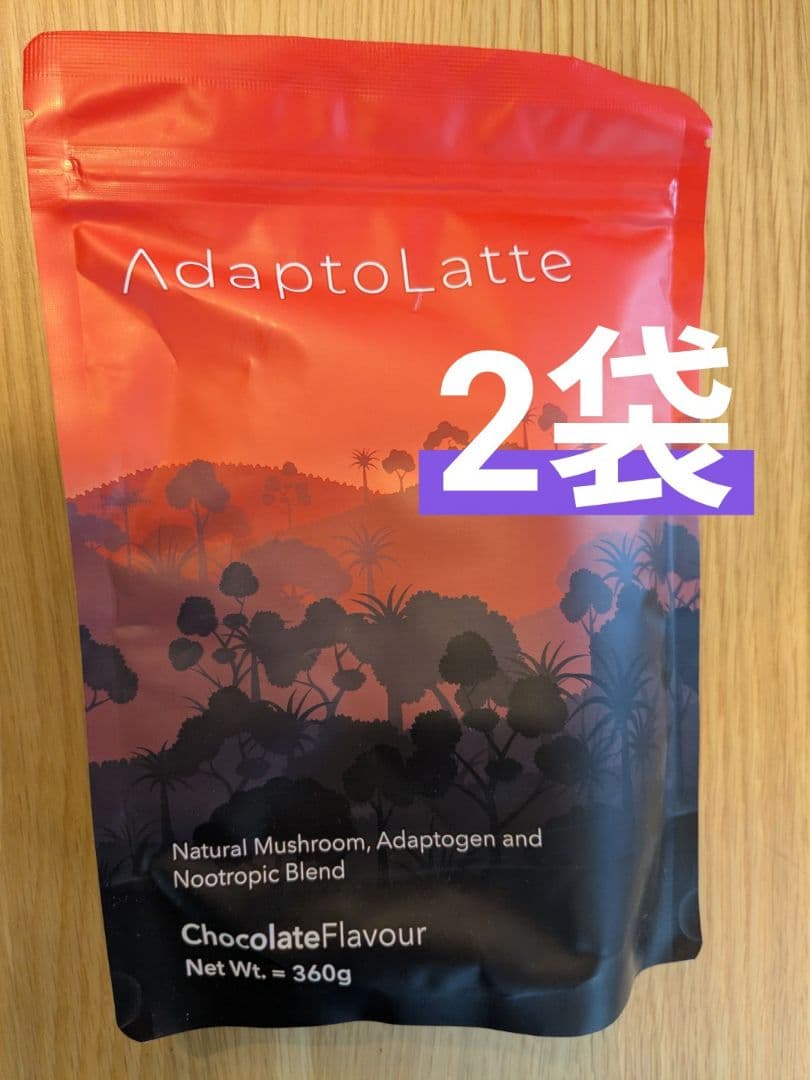 AdaptoLatte
2袋
Natural Mushroom, Adaptogen and
Nootropic Blend
ChocolateFlavour
Net Wt. = 360g